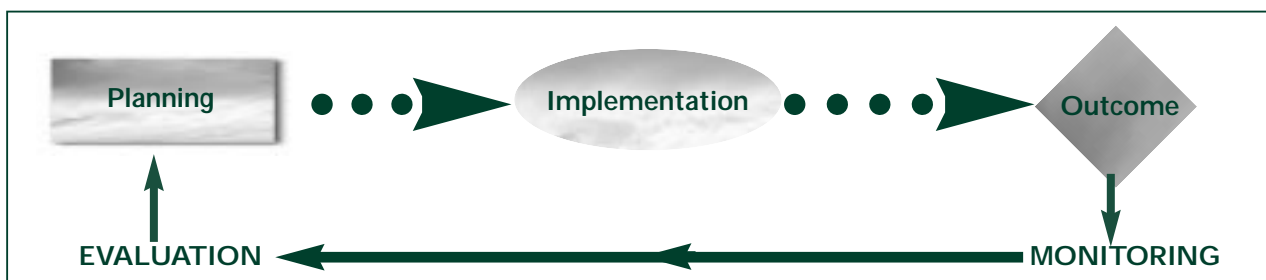 Planning
Implementation
Outcome
EVALUATION
MONITORING